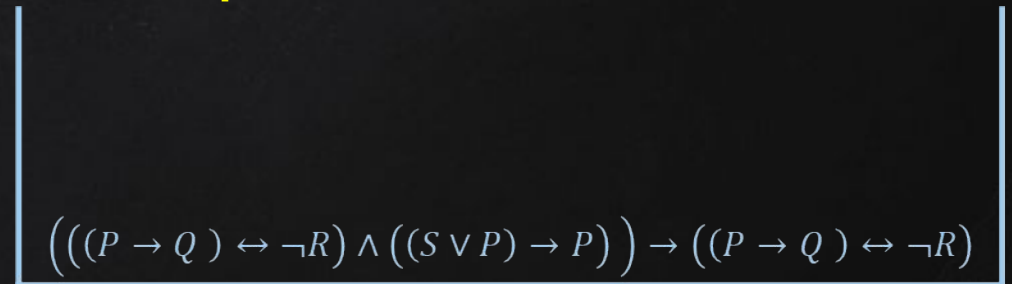 (((P → Q ) ↔ ¬R) ∧ ((S ∨ P) → P)) → ((P → Q ) ↔ ¬R)